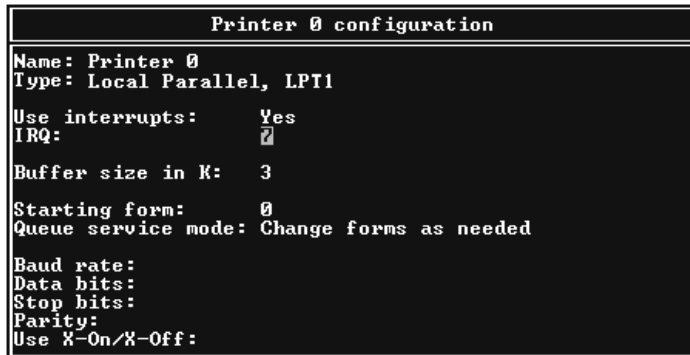 Printer 0 configuration
Name: Printer 0
Type: Local Parallel, LPT1
Use interrupts: Yes
IRQ: 7
Buffer size in K: 3
Starting form: 0
Queue service mode: Change forms as needed
Baud rate:
Data bits:
Stop bits:
Parity:
Use X-On/X-Off: